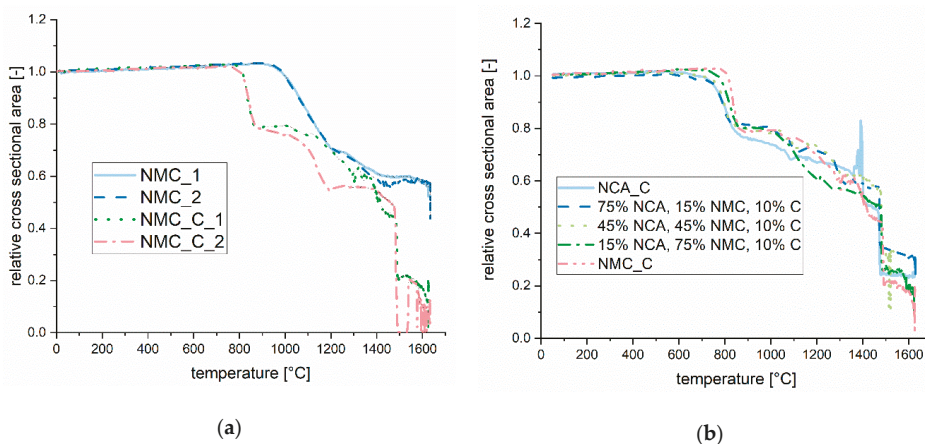 1.2
1.0
0.8
0.6
0.4
0.2
0.0
relative cross sectional area [-]
NMC_1
NMC_2
NMC_C_1
NMC_C_2
0 200 400 600 800 1000 1200 1400 1600
temperature [°C]
(a)
1.2
1.0
0.8
0.6
0.4
0.2
0.0
relative cross sectional area [-]
NCA_C
75% NCA, 15% NMC, 10% C
45% NCA, 45% NMC, 10% C
15% NCA, 75% NMC, 10% C
NMC_C
0 200 400 600 800 1000 1200 1400 1600
temperature [°C]
(b)